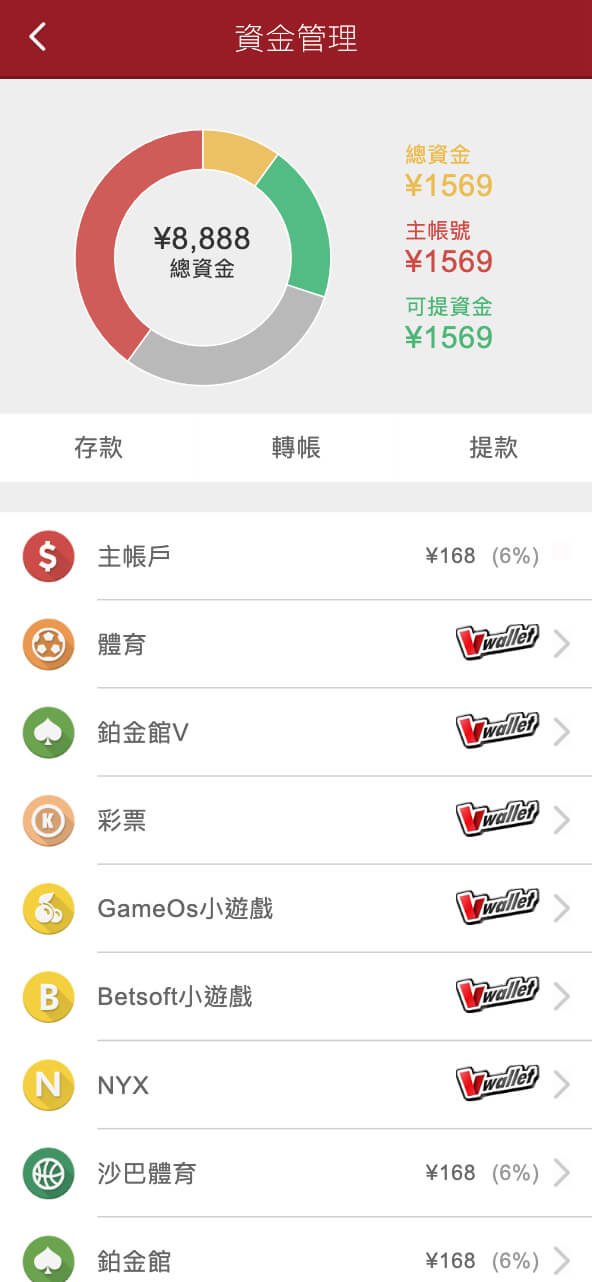 資金管理
¥8,888
總資金
總資金
¥1569
主帳號
¥1569
可提資金
¥1569
存款
轉帳
提款
$ 主帳戶 ¥168 (6%)
體育 Vwallet
鉑金館V Vwallet
K 彩票 Vwallet
GameOs小遊戲 Vwallet
B Betsoft小遊戲 Vwallet
N NYX Vwallet
沙巴體育 ¥168 (6%)
鉑金館 ¥168 (6%)